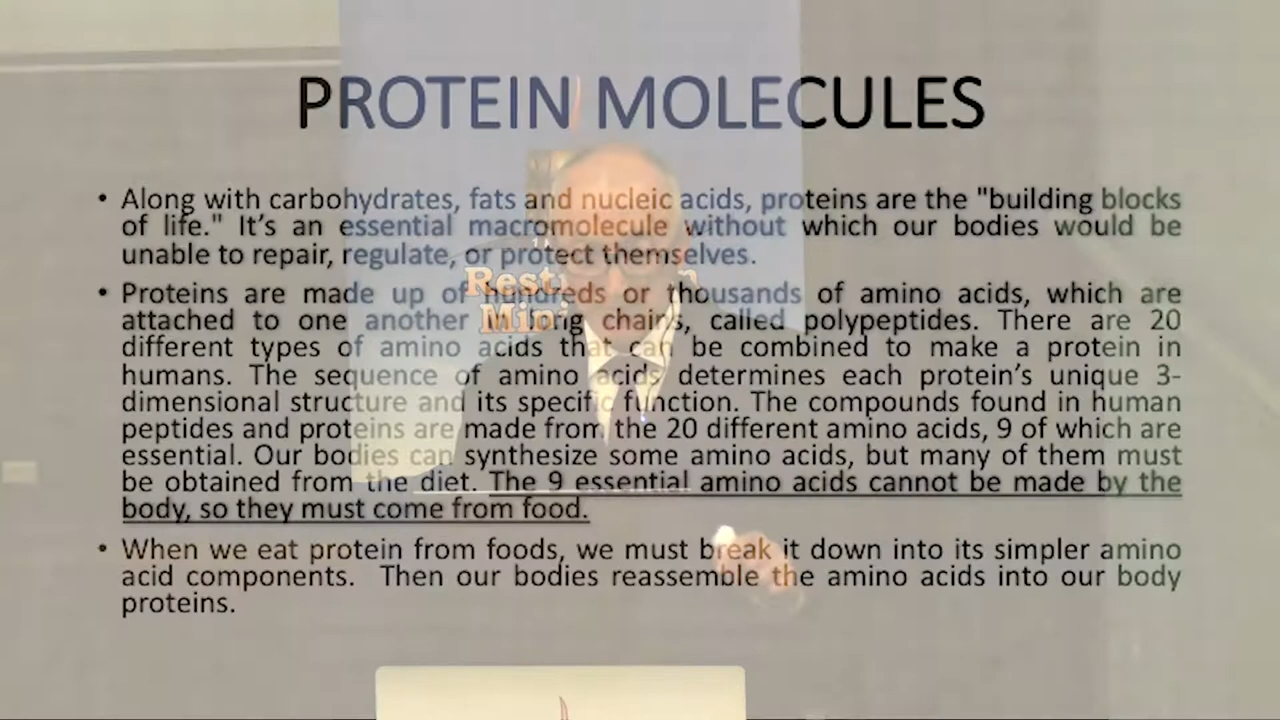 PROTEIN MOLECULES
• Along with carbohydrates, fats and nucleic acids, proteins are the "building blocks
of life." It’s an essential macromolecule without which our bodies would be
unable to repair, regulate, or protect themselves.
• Proteins are made up of hundreds or thousands of amino acids, which are
attached to one another in long chains, called polypeptides. There are 20
different types of amino acids that can be combined to make a protein in
humans. The sequence of amino acids determines each protein’s unique 3-
dimensional structure and its specific function. The compounds found in human
peptides and proteins are made from the 20 different amino acids, 9 of which are
essential. Our bodies can synthesize some amino acids, but many of them must
be obtained from the diet. The 9 essential amino acids cannot be made by the
body, so they must come from food.
• When we eat protein from foods, we must break it down into its simpler amino
acid components.  Then our bodies reassemble the amino acids into our body
proteins.